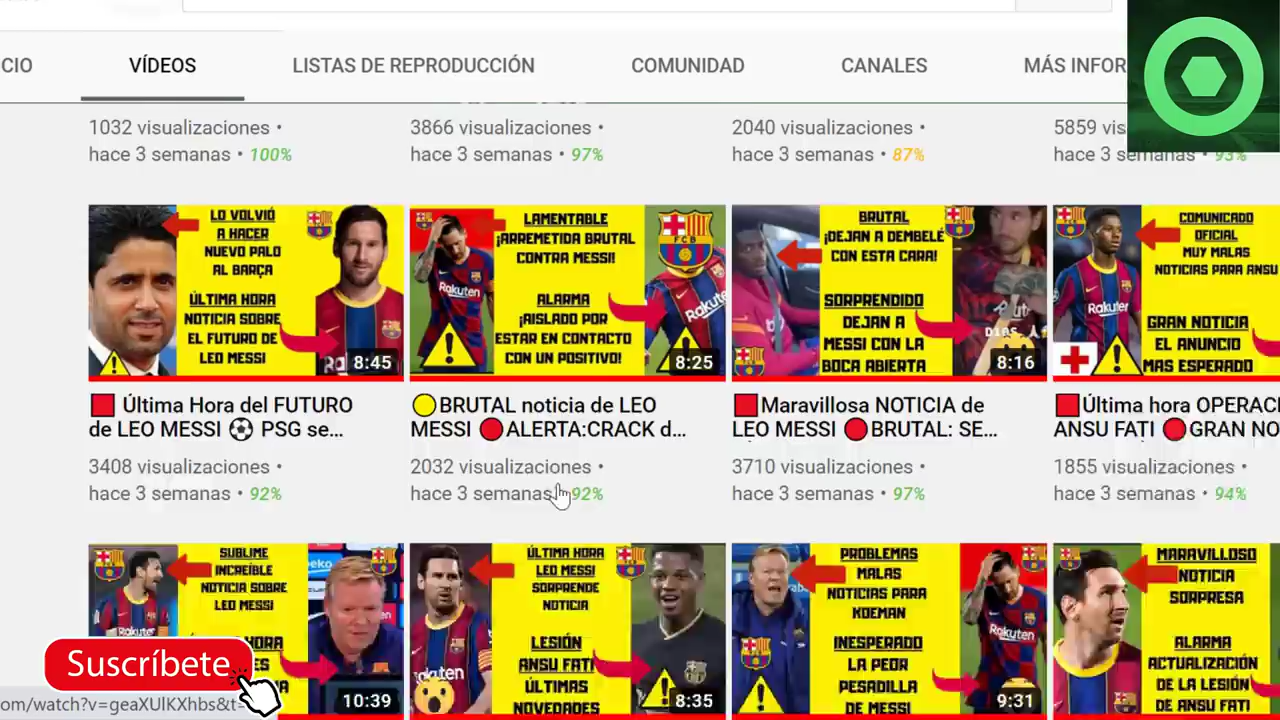 CIO
VÍDEOS
LISTAS DE REPRODUCCIÓN
COMUNIDAD
CANALES
MÁS INFOR
1032 visualizaciones •
hace 3 semanas • 100%
3866 visualizaciones •
hace 3 semanas • 97%
2040 visualizaciones •
hace 3 semanas • 87%
5859 vis
hace 3 semanas • 93%
LO VOLVIÓ
A HACER
NUEVO PALO
AL BARÇA
ÚLTIMA HORA
NOTICIA SOBRE
EL FUTURO DE
LEO MESSI
8:45
LAMENTABLE
¡ARREMETIDA BRUTAL
CONTRA MESSI!
ALARMA
¡AISLADO POR
ESTAR EN CONTACTO
CON UN POSITIVO!
FCB
Rakuten
8:25
BRUTAL
¡DEJAN A DEMBELÉ
CON ESTA CARA!
SORPRENDIDO
DEJAN A
MESSI CON LA
BOCA ABIERTA
8:16
COMUNICADO
OFICIAL
MUY MALAS
NOTICIAS PARA ANSU
GRAN NOTICIA
EL ANUNCIO
MAS ESPERADO
Rakuten
Última Hora del FUTURO
de LEO MESSI ⚽ PSG se...
3408 visualizaciones •
hace 3 semanas • 92%
BRUTAL noticia de LEO
MESSI 🔴ALERTA:CRACK d...
2032 visualizaciones •
hace 3 semanas • 92%
Maravillosa NOTICIA de
LEO MESSI 🔴BRUTAL: SE...
3710 visualizaciones •
hace 3 semanas • 97%
Última hora OPERACI
ANSU FATI 🔴GRAN NO
1855 visualizaciones •
hace 3 semanas • 94%
SUBLIME
INCREÍBLE
NOTICIA SOBRE
LEO MESSI
10:39
ÚLTIMA HORA
LEO MESSI
SORPRENDE
NOTICIA
LESIÓN
ANSU FATI
ÚLTIMAS
NOVEDADES
8:35
PROBLEMAS
MALAS
NOTICIAS PARA
KOEMAN
INESPERADO
LA PEOR
PESADILLA
DE MESSI
Rakuten
9:31
MARAVILLOSO
NOTICIA
SORPRESA
ALARMA
ACTUALIZACIÓN
DE LA LESIÓN
DE ANSU FATI
Suscríbete
om/watch?v=geaXUlKXhbs&t=